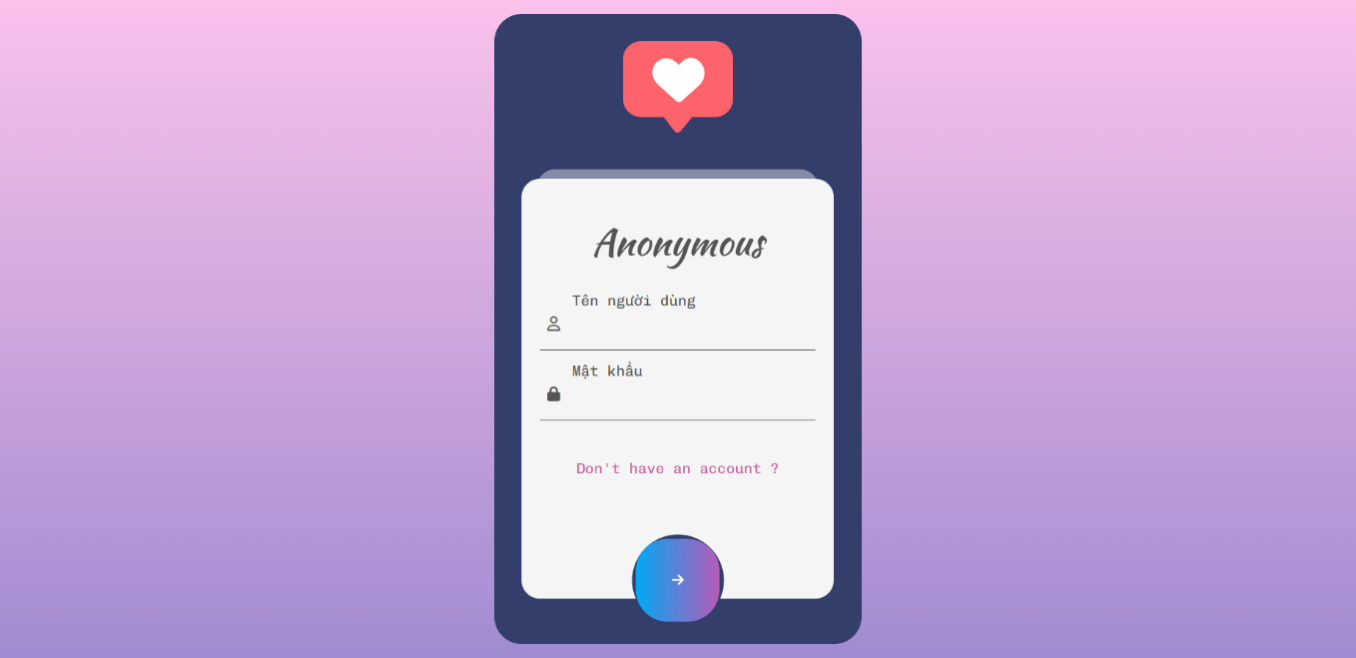 Anonymous
Tên người dùng
Mật khẩu
Don't have an account ?